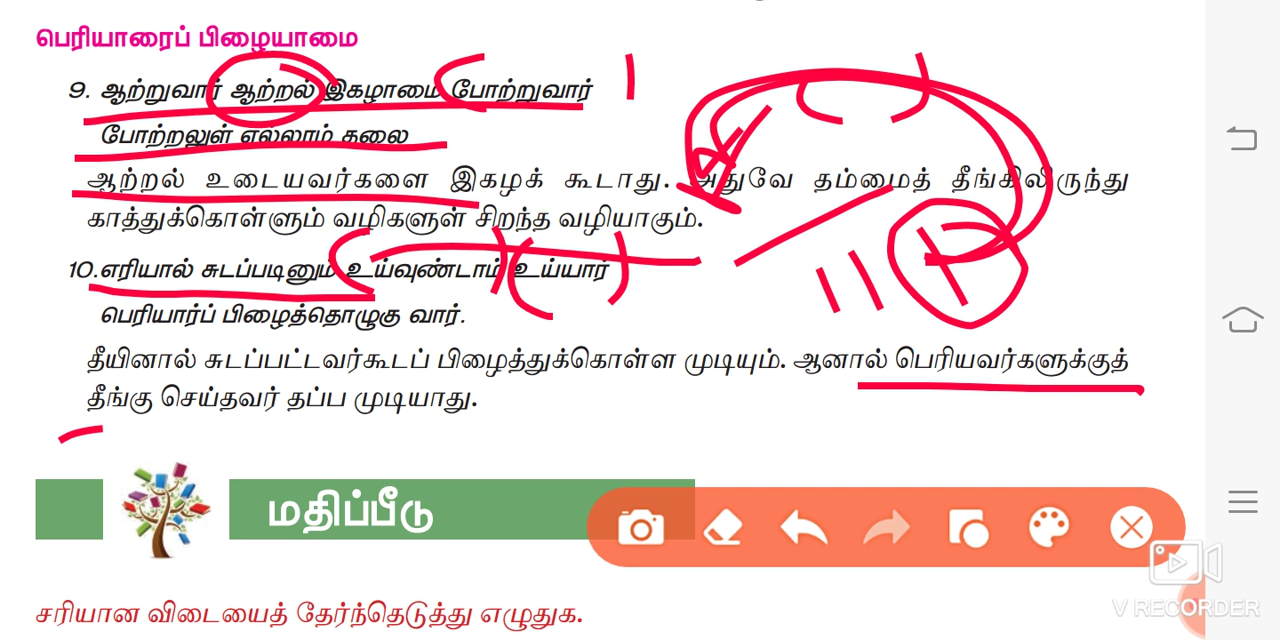 பெரியாரைப் பிழையாமை
9. ஆற்றுவார் ஆற்றல் இகழாமை போற்றுவார்
போற்றலுள் எல்லாம் தலை
ஆற்றல் உடையவர்களை இகழக் கூடாது. அதுவே தம்மைத் தீங்கிலிருந்து
காத்துக்கொள்ளும் வழிகளுள் சிறந்த வழியாகும்.
10.எரியால் சுடப்படினும் உய்வுண்டாம் உய்யார்
பெரியார்ப் பிழைத்தொழுகு வார்.
தீயினால் சுடப்பட்டவர்கூடப் பிழைத்துக்கொள்ள முடியும். ஆனால் பெரியவர்களுக்குத்
தீங்கு செய்தவர் தப்ப முடியாது.
மதிப்பீடு
சரியான விடையைத் தேர்ந்தெடுத்து எழுதுக.
V RECORDER